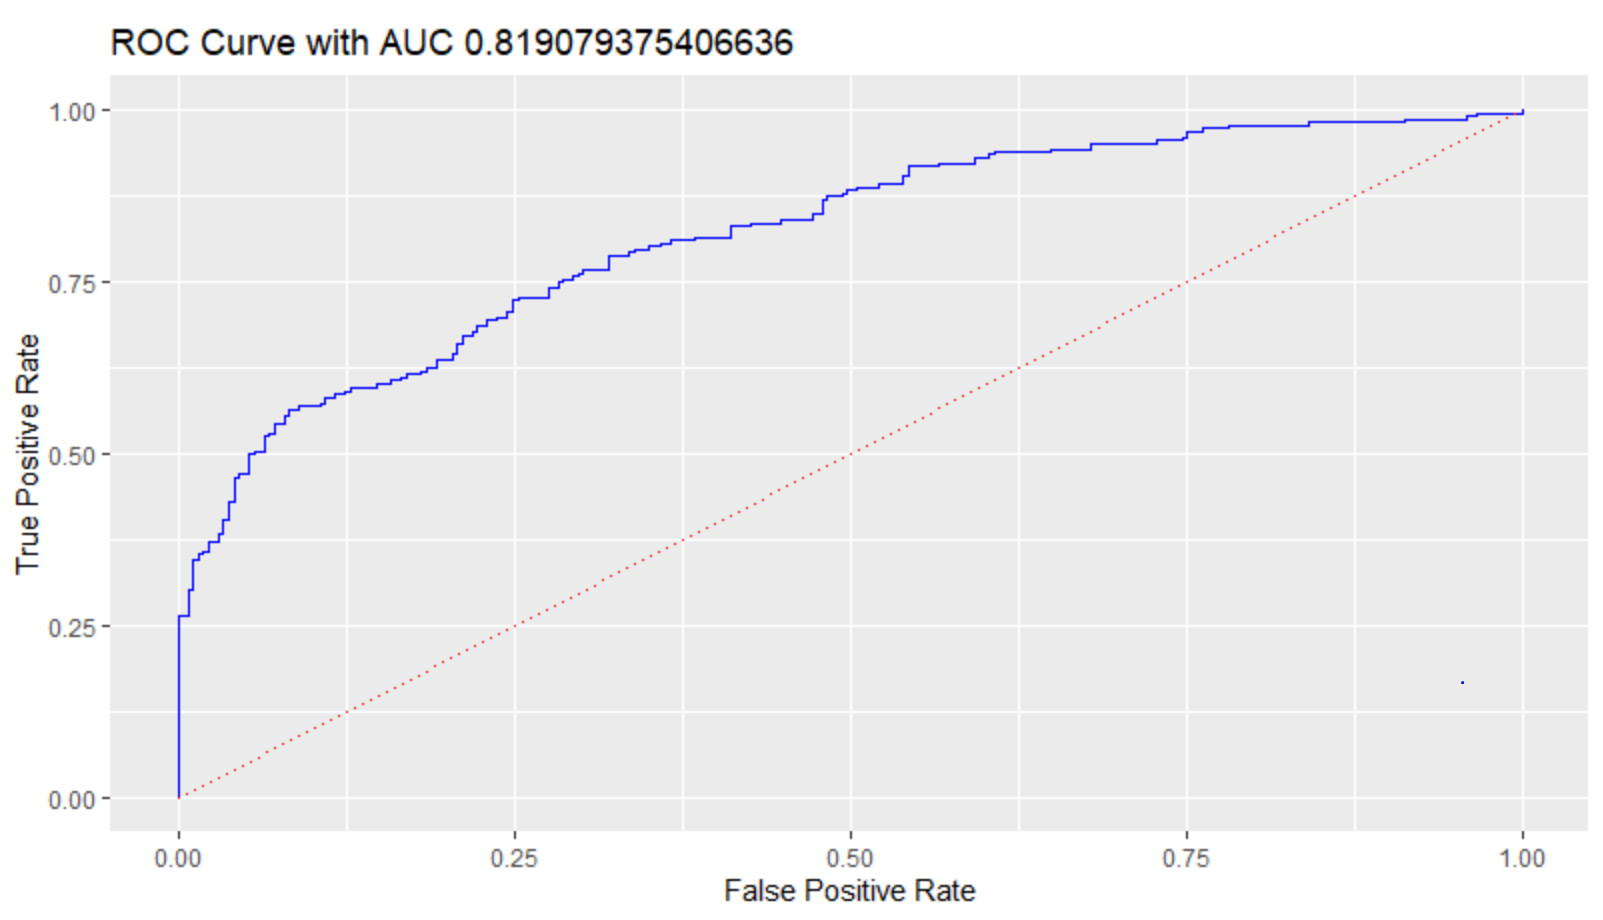 ROC Curve with AUC 0.819079375406636
1.00
0.75
0.50
0.25
0.00
True Positive Rate
0.00 0.25 0.50 0.75 1.00
False Positive Rate